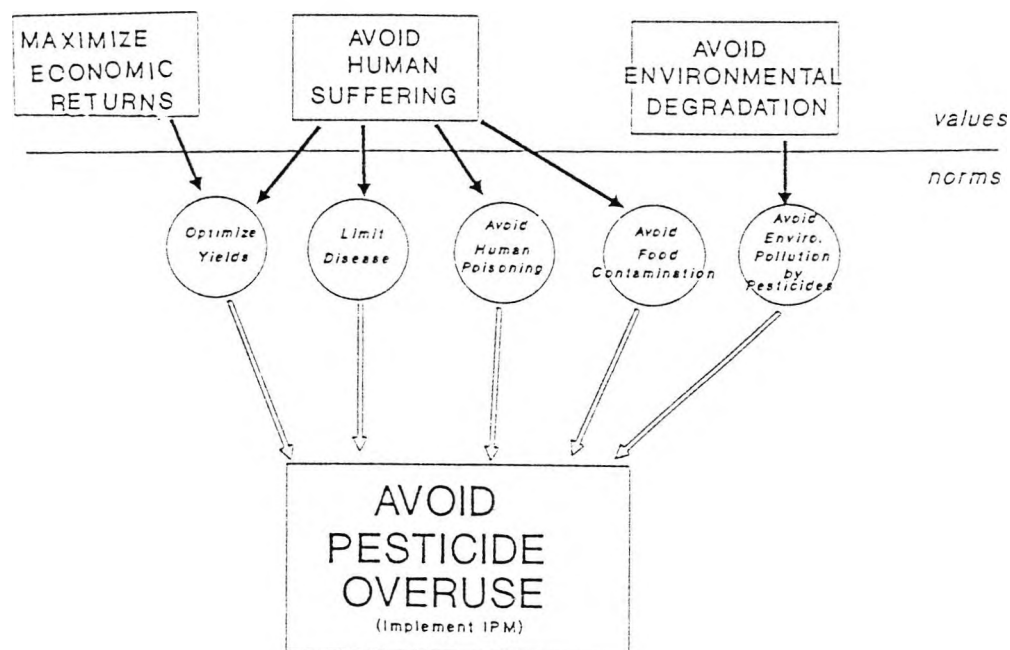 MAXIMIZE
ECONOMIC
RETURNS
AVOID
HUMAN
SUFFERING
AVOID
ENVIRONMENTAL
DEGRADATION
values
norms
Optimize
Yields
Limit
Disease
Avoid
Human
Poisoning
Avoid
Food
Contamination
Avoid
Enviro.
Pollution
by
Pesticides
AVOID
PESTICIDE
OVERUSE
(Implement IPM)